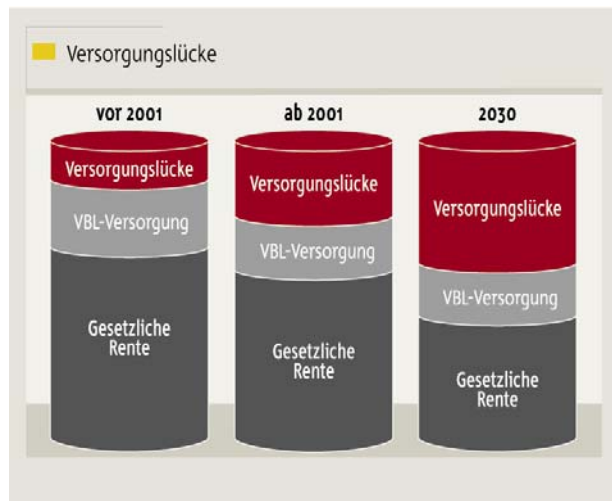 Versorgungslücke
vor 2001
ab 2001
2030
Versorgungslücke
VBL-Versorgung
Gesetzliche
Rente
Versorgungslücke
VBL-Versorgung
Gesetzliche
Rente
Versorgungslücke
VBL-Versorgung
Gesetzliche
Rente